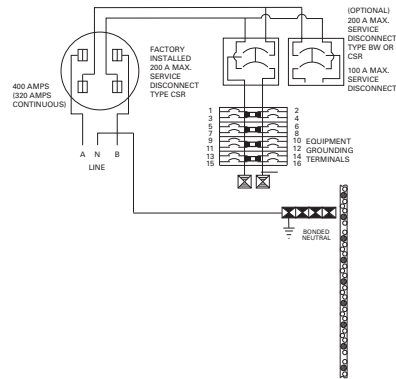 (OPTIONAL)
200 A MAX.
SERVICE
DISCONNECT
TYPE BW OR
CSR
100 A MAX.
SERVICE
DISCONNECT
FACTORY
INSTALLED
200 A MAX.
SERVICE
DISCONNECT
TYPE CSR
400 AMPS
(320 AMPS
CONTINUOUS)
A N B
LINE
1 2
3 4
5 6
7 8
9 10
11 12
13 14
15 16
EQUIPMENT
GROUNDING
TERMINALS
BONDED
NEUTRAL